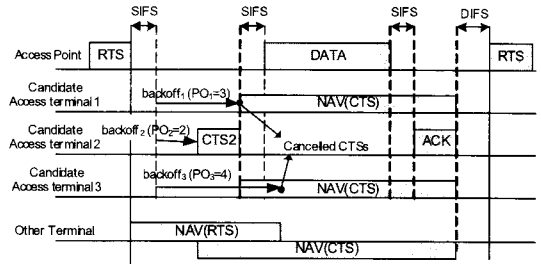 SIFS SIFS SIFS DIFS
Access Point RTS DATA RTS
Candidate
Access terminal 1
backoff1 (PO1=3) NAV(CTS)
Candidate
Access terminal 2
backoff2 (PO2=2) CTS2 Cancelled CTSs ACK
Candidate
Access terminal 3
backoff3 (PO3=4) NAV(CTS)
Other Terminal NAV(RTS)
NAV(CTS)